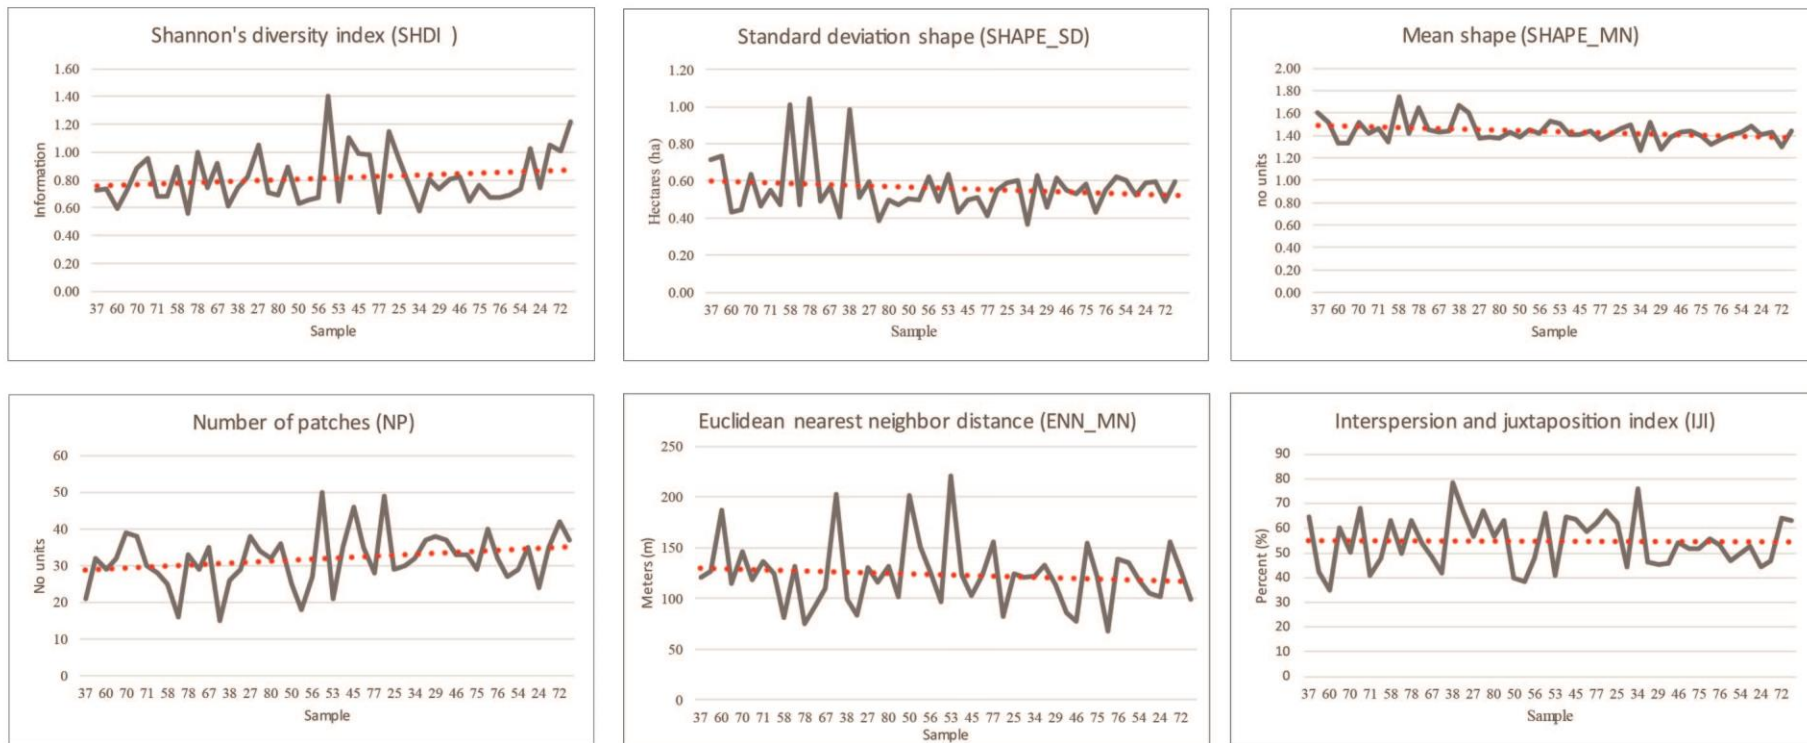 Shannon's diversity index (SHDI )
1.60
1.40
1.20
1.00
0.80
0.60
0.40
0.20
0.00
Information
37 60 70 71 58 78 67 38 27 80 50 56 53 45 77 25 34 29 46 75 76 54 24 72
Sample
Standard deviation shape (SHAPE_SD)
1.20
1.00
0.80
0.60
0.40
0.20
0.00
Hectares (ha)
37 60 70 71 58 78 67 38 27 80 50 56 53 45 77 25 34 29 46 75 76 54 24 72
Sample
Mean shape (SHAPE_MN)
2.00
1.80
1.60
1.40
1.20
1.00
0.80
0.60
0.40
0.20
0.00
no units
37 60 70 71 58 78 67 38 27 80 50 56 53 45 77 25 34 29 46 75 76 54 24 72
Sample
Number of patches (NP)
60
50
40
30
20
10
0
No units
37 60 70 71 58 78 67 38 27 80 50 56 53 45 77 25 34 29 46 75 76 54 24 72
Sample
Euclidean nearest neighbor distance (ENN_MN)
250
200
150
100
50
0
Meters (m)
37 60 70 71 58 78 67 38 27 80 50 56 53 45 77 25 34 29 46 75 76 54 24 72
Sample
Interspersion and juxtaposition index (IJI)
90
80
70
60
50
40
30
20
10
0
Percent (%)
37 60 70 71 58 78 67 38 27 80 50 56 53 45 77 25 34 29 46 75 76 54 24 72
Sample